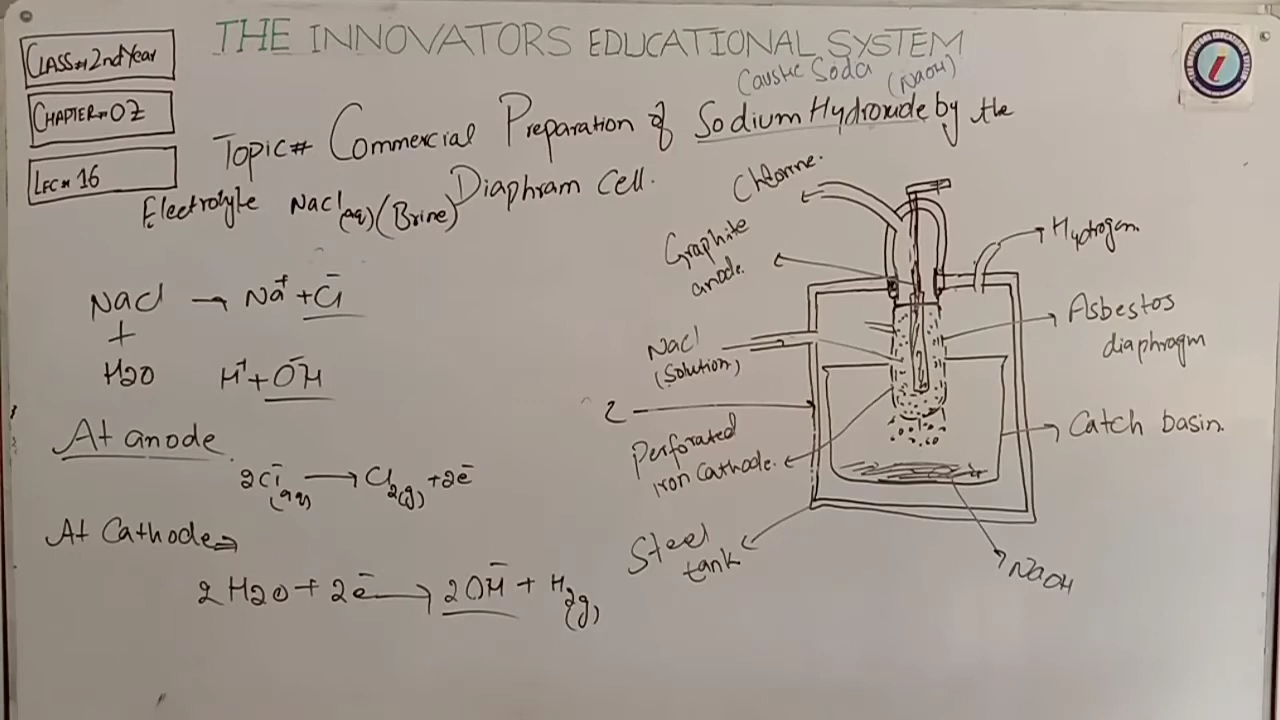 THE INNOVATORS EDUCATIONAL SYSTEM
CLASS#2ndYear
CHAPTER#02
LEC# 16
Caustic Soda (NaOH)
Topic# Commercial Preparation of Sodium Hydroxide by the
Diaphram Cell.
Electrolyte NaCl(aq)(Brine)
NaCl → Na⁺ + Cl⁻
+
H2O H⁺ + OH⁻
At anode
2Cl⁻(aq) → Cl2(g) + 2e⁻
At Cathode⇒
2H2O + 2e⁻ → 2OH⁻ + H2(g)
Chlorine.
Graphite
anode.
Hydrogen
NaCl
(Solution)
Asbestos
diaphragm
Perforated
iron cathode.
Catch basin.
Steel
tank
NaOH